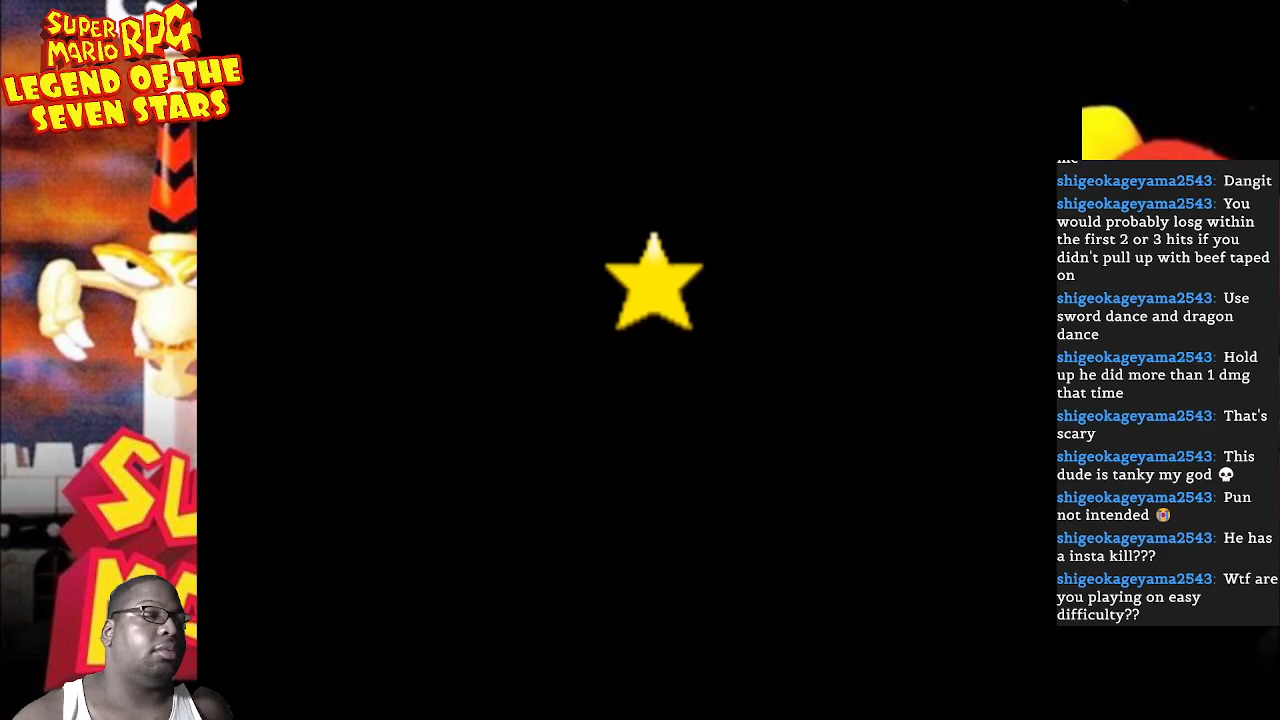 SUPER
MARIO RPG
LEGEND OF THE
SEVEN STARS
SU
MA
me
shigeokageyama2543: Dangit
shigeokageyama2543: You
would probably losg within
the first 2 or 3 hits if you
didn't pull up with beef taped
on
shigeokageyama2543: Use
sword dance and dragon
dance
shigeokageyama2543: Hold
up he did more than 1 dmg
that time
shigeokageyama2543: That's
scary
shigeokageyama2543: This
dude is tanky my god 💀
shigeokageyama2543: Pun
not intended 😭
shigeokageyama2543: He has
a insta kill???
shigeokageyama2543: Wtf are
you playing on easy
difficulty??